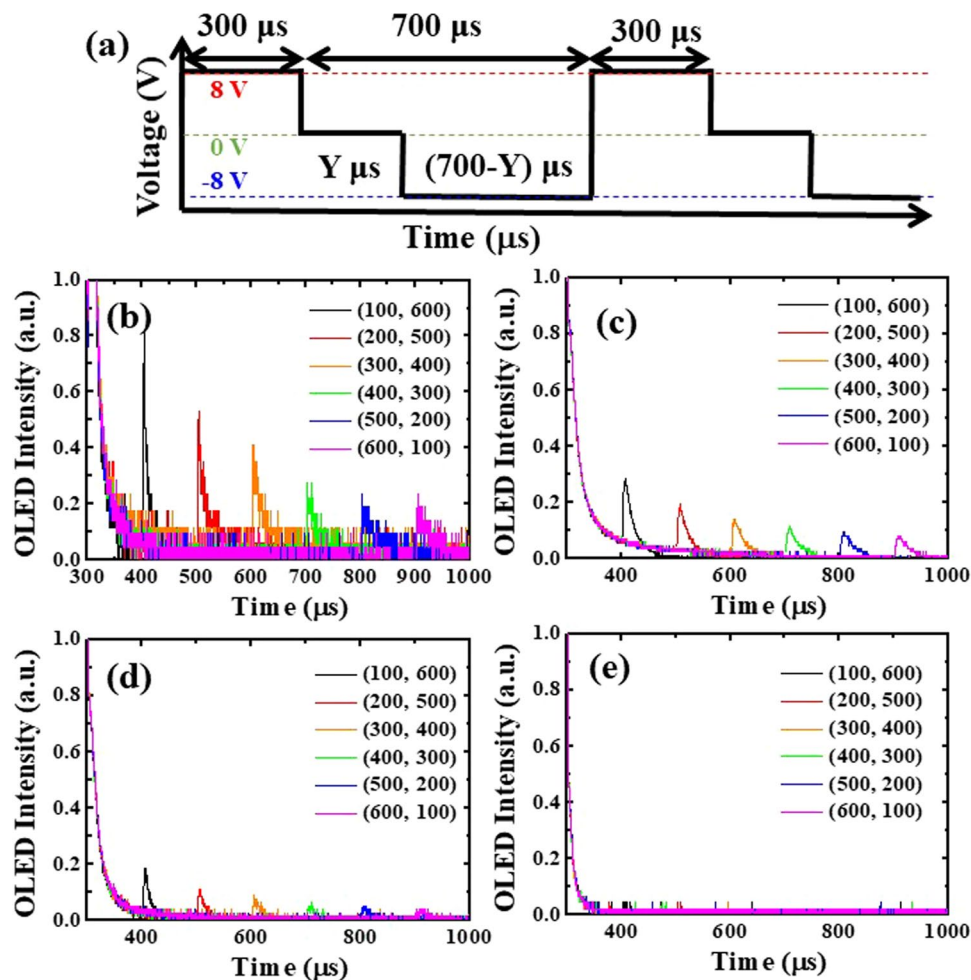 (a)
300 μs 700 μs 300 μs
Voltage (V)
8 V
0 V
-8 V
Y μs (700-Y) μs
Time (μs)
(b)
OLED Intensity (a.u.)
1.0
0.8
0.6
0.4
0.2
0.0
(100, 600)
(200, 500)
(300, 400)
(400, 300)
(500, 200)
(600, 100)
300 400 500 600 700 800 900 1000
Time (μs)
(c)
OLED Intensity (a.u.)
1.0
0.8
0.6
0.4
0.2
0.0
(100, 600)
(200, 500)
(300, 400)
(400, 300)
(500, 200)
(600, 100)
400 600 800 1000
Time (μs)
(d)
OLED Intensity (a.u.)
1.0
0.8
0.6
0.4
0.2
0.0
(100, 600)
(200, 500)
(300, 400)
(400, 300)
(500, 200)
(600, 100)
400 600 800 1000
Time (μs)
(e)
OLED Intensity (a.u.)
1.0
0.8
0.6
0.4
0.2
0.0
(100, 600)
(200, 500)
(300, 400)
(400, 300)
(500, 200)
(600, 100)
400 600 800 1000
Time (μs)